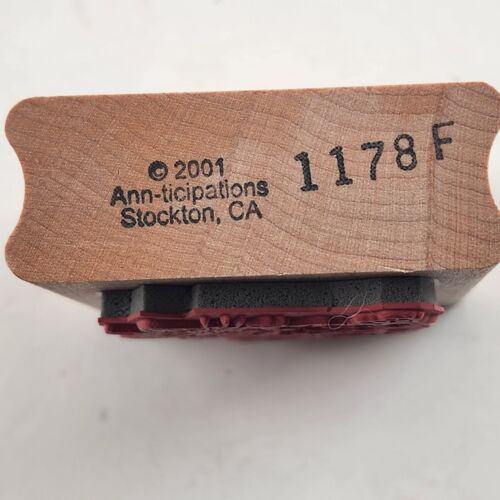 © 2001
Ann-ticipations
Stockton, CA
1178 F